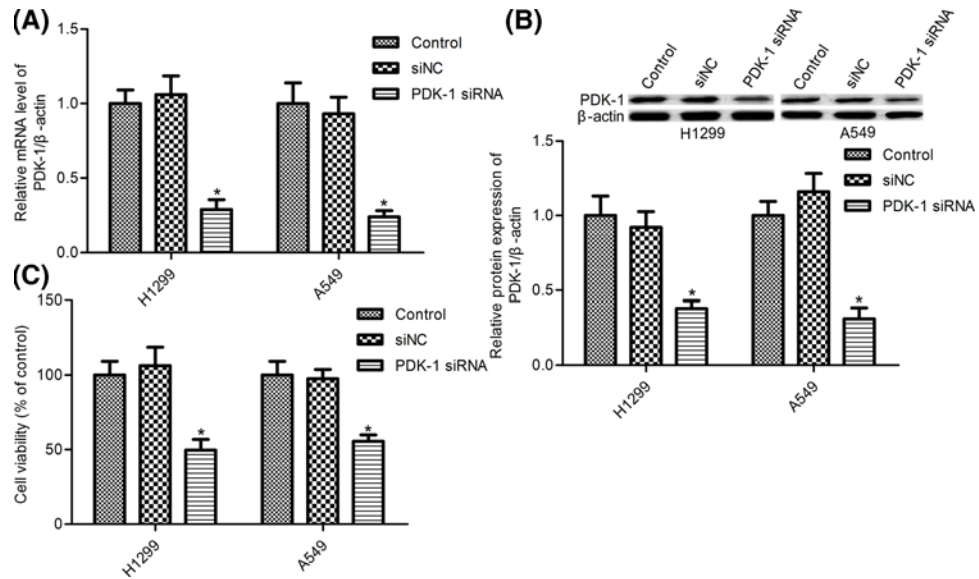 (A)
Relative mRNA level of
PDK-1/β-actin
1.5
1.0
0.5
0.0
Control
siNC
PDK-1 siRNA
*
*
H1299
A549
(B)
Control
siNC
PDK-1 siRNA
Control
siNC
PDK-1 siRNA
PDK-1
β-actin
H1299
A549
Relative protein expression of
PDK-1/β-actin
1.5
1.0
0.5
0.0
Control
siNC
PDK-1 siRNA
*
*
H1299
A549
(C)
Cell viability (% of control)
150
100
50
0
Control
siNC
PDK-1 siRNA
*
*
H1299
A549